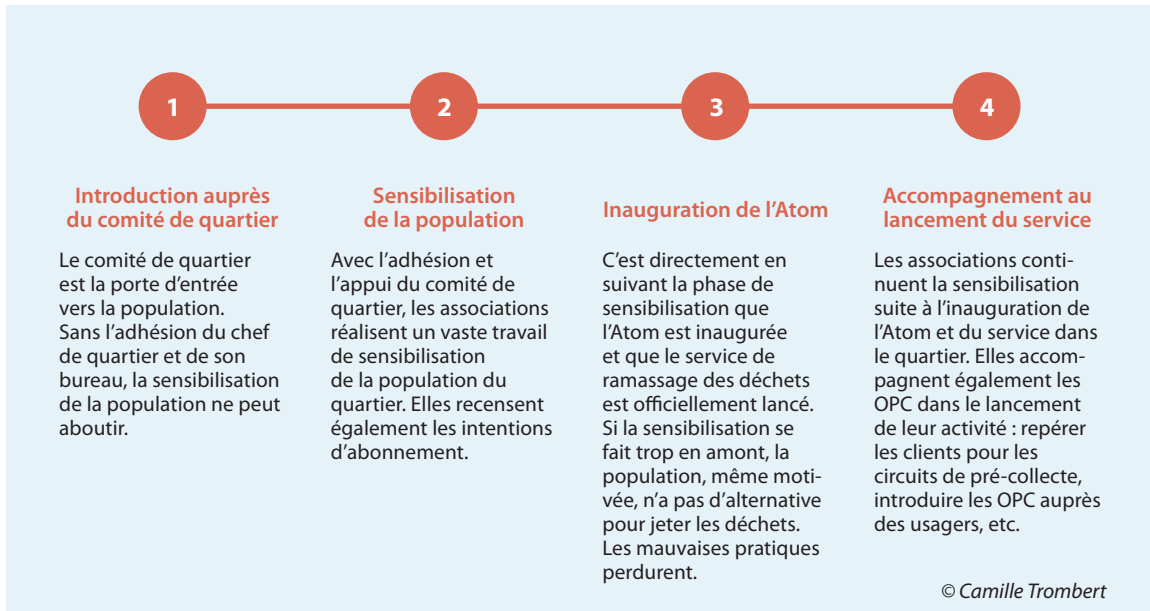 1
2
3
4
Introduction auprès
du comité de quartier
Le comité de quartier
est la porte d'entrée
vers la population.
Sans l'adhésion du chef
de quartier et de son
bureau, la sensibilisation
de la population ne peut
aboutir.
Sensibilisation
de la population
Avec l'adhésion et
l'appui du comité de
quartier, les associations
réalisent un vaste travail
de sensibilisation
de la population du
quartier. Elles recensent
également les intentions
d'abonnement.
Inauguration de l'Atom
C'est directement en
suivant la phase de
sensibilisation que
l'Atom est inaugurée
et que le service de
ramassage des déchets
est officiellement lancé.
Si la sensibilisation se
fait trop en amont, la
population, même moti-
vée, n'a pas d'alternative
pour jeter les déchets.
Les mauvaises pratiques
perdurent.
Accompagnement au
lancement du service
Les associations conti-
nuent la sensibilisation
suite à l'inauguration de
l'Atom et du service dans
le quartier. Elles accom-
pagnent également les
OPC dans le lancement
de leur activité : repérer
les clients pour les
circuits de pré-collecte,
introduire les OPC auprès
des usagers, etc.
© Camille Trombert